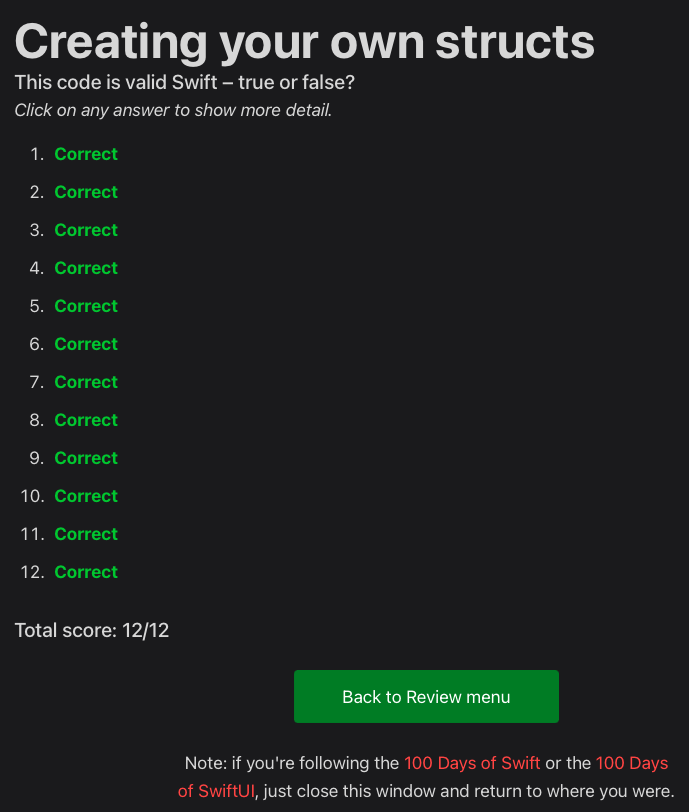 Creating your own structs
This code is valid Swift – true or false?
Click on any answer to show more detail.
1. Correct
2. Correct
3. Correct
4. Correct
5. Correct
6. Correct
7. Correct
8. Correct
9. Correct
10. Correct
11. Correct
12. Correct
Total score: 12/12
Back to Review menu
Note: if you're following the 100 Days of Swift or the 100 Days
of SwiftUI, just close this window and return to where you were.